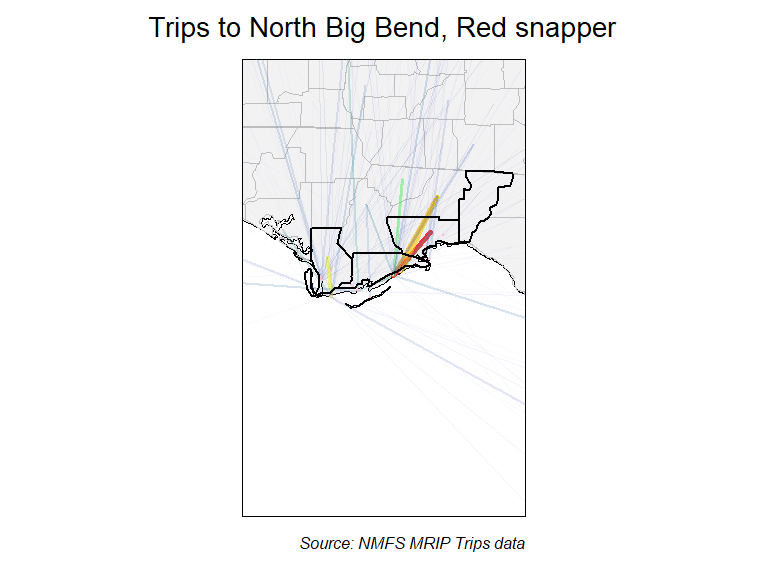 Trips to North Big Bend, Red snapper
Source: NMFS MRIP Trips data